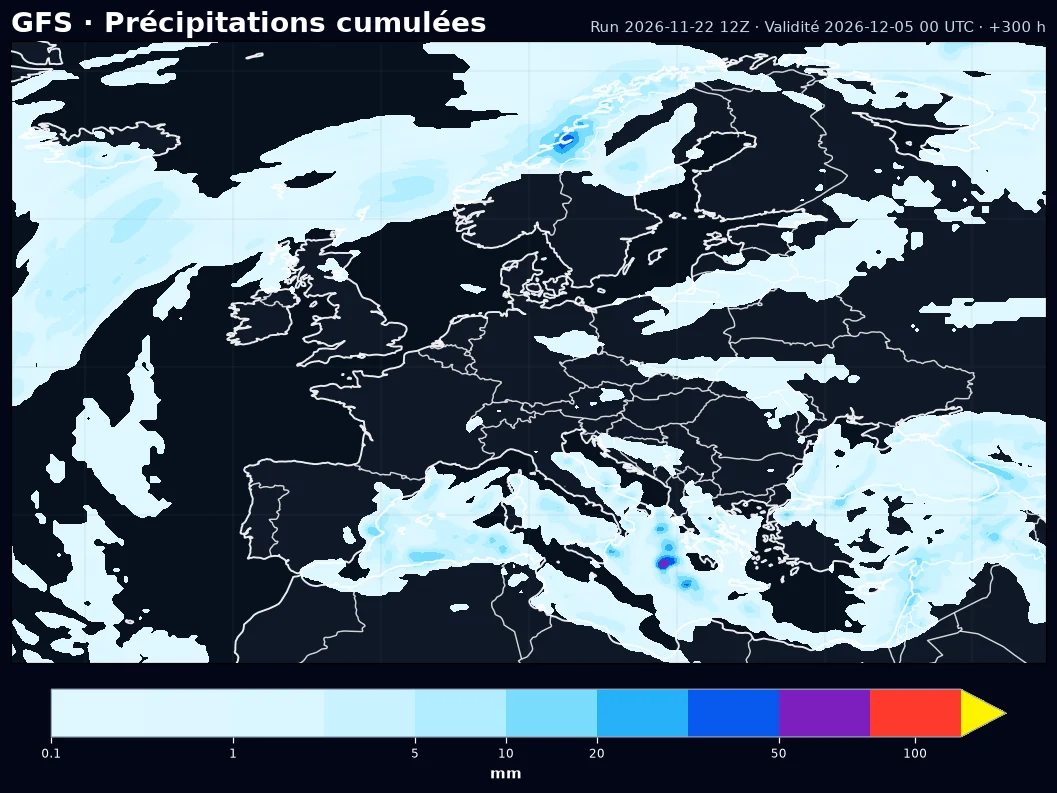 GFS · Précipitations cumulées
Run 2026-11-22 12Z · Validité 2026-12-05 00 UTC · +300 h
0.1 1 5 10 20 50 100
mm